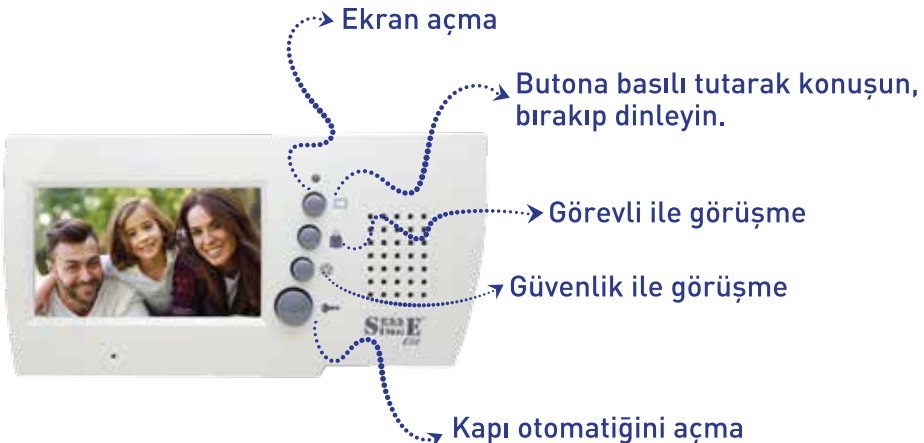 Ekran açma
Butona basılı tutarak konuşun,
bırakıp dinleyin.
Görevli ile görüşme
Güvenlik ile görüşme
Kapı otomatiğini açma